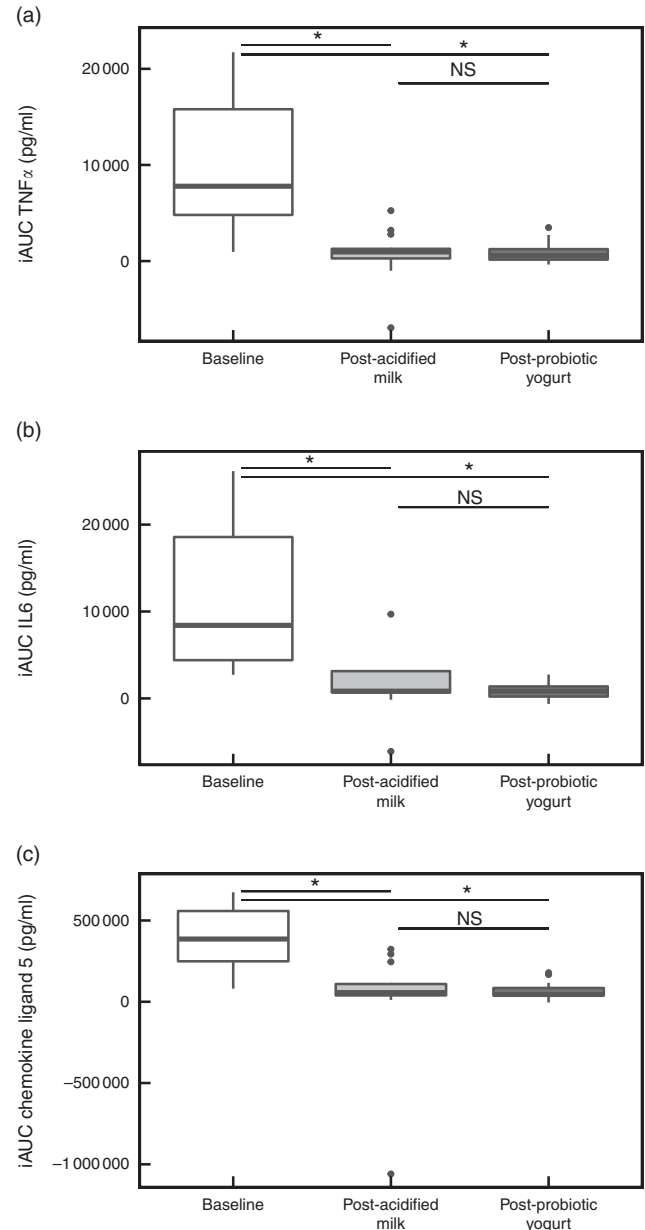 (a)
*
*
NS
20 000
10 000
0
iAUC TNFα (pg/ml)
Baseline
Post-acidified
milk
Post-probiotic
yogurt
(b)
*
*
NS
20 000
10 000
0
iAUC IL6 (pg/ml)
Baseline
Post-acidified
milk
Post-probiotic
yogurt
(c)
*
*
NS
500 000
0
−500 000
−1 000 000
iAUC chemokine ligand 5 (pg/ml)
Baseline
Post-acidified
milk
Post-probiotic
yogurt